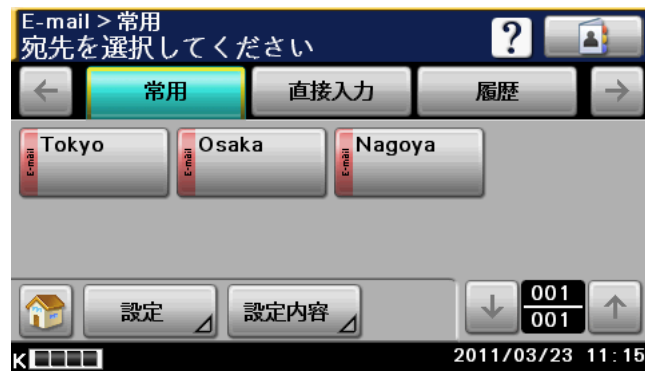 E-mail > 常用
宛先を選択してください
?
← 常用 直接入力 履歴 →
E-mail Tokyo E-mail Osaka E-mail Nagoya
設定 設定内容 ↓ 001 ↑
001
K 2011/03/23 11:15